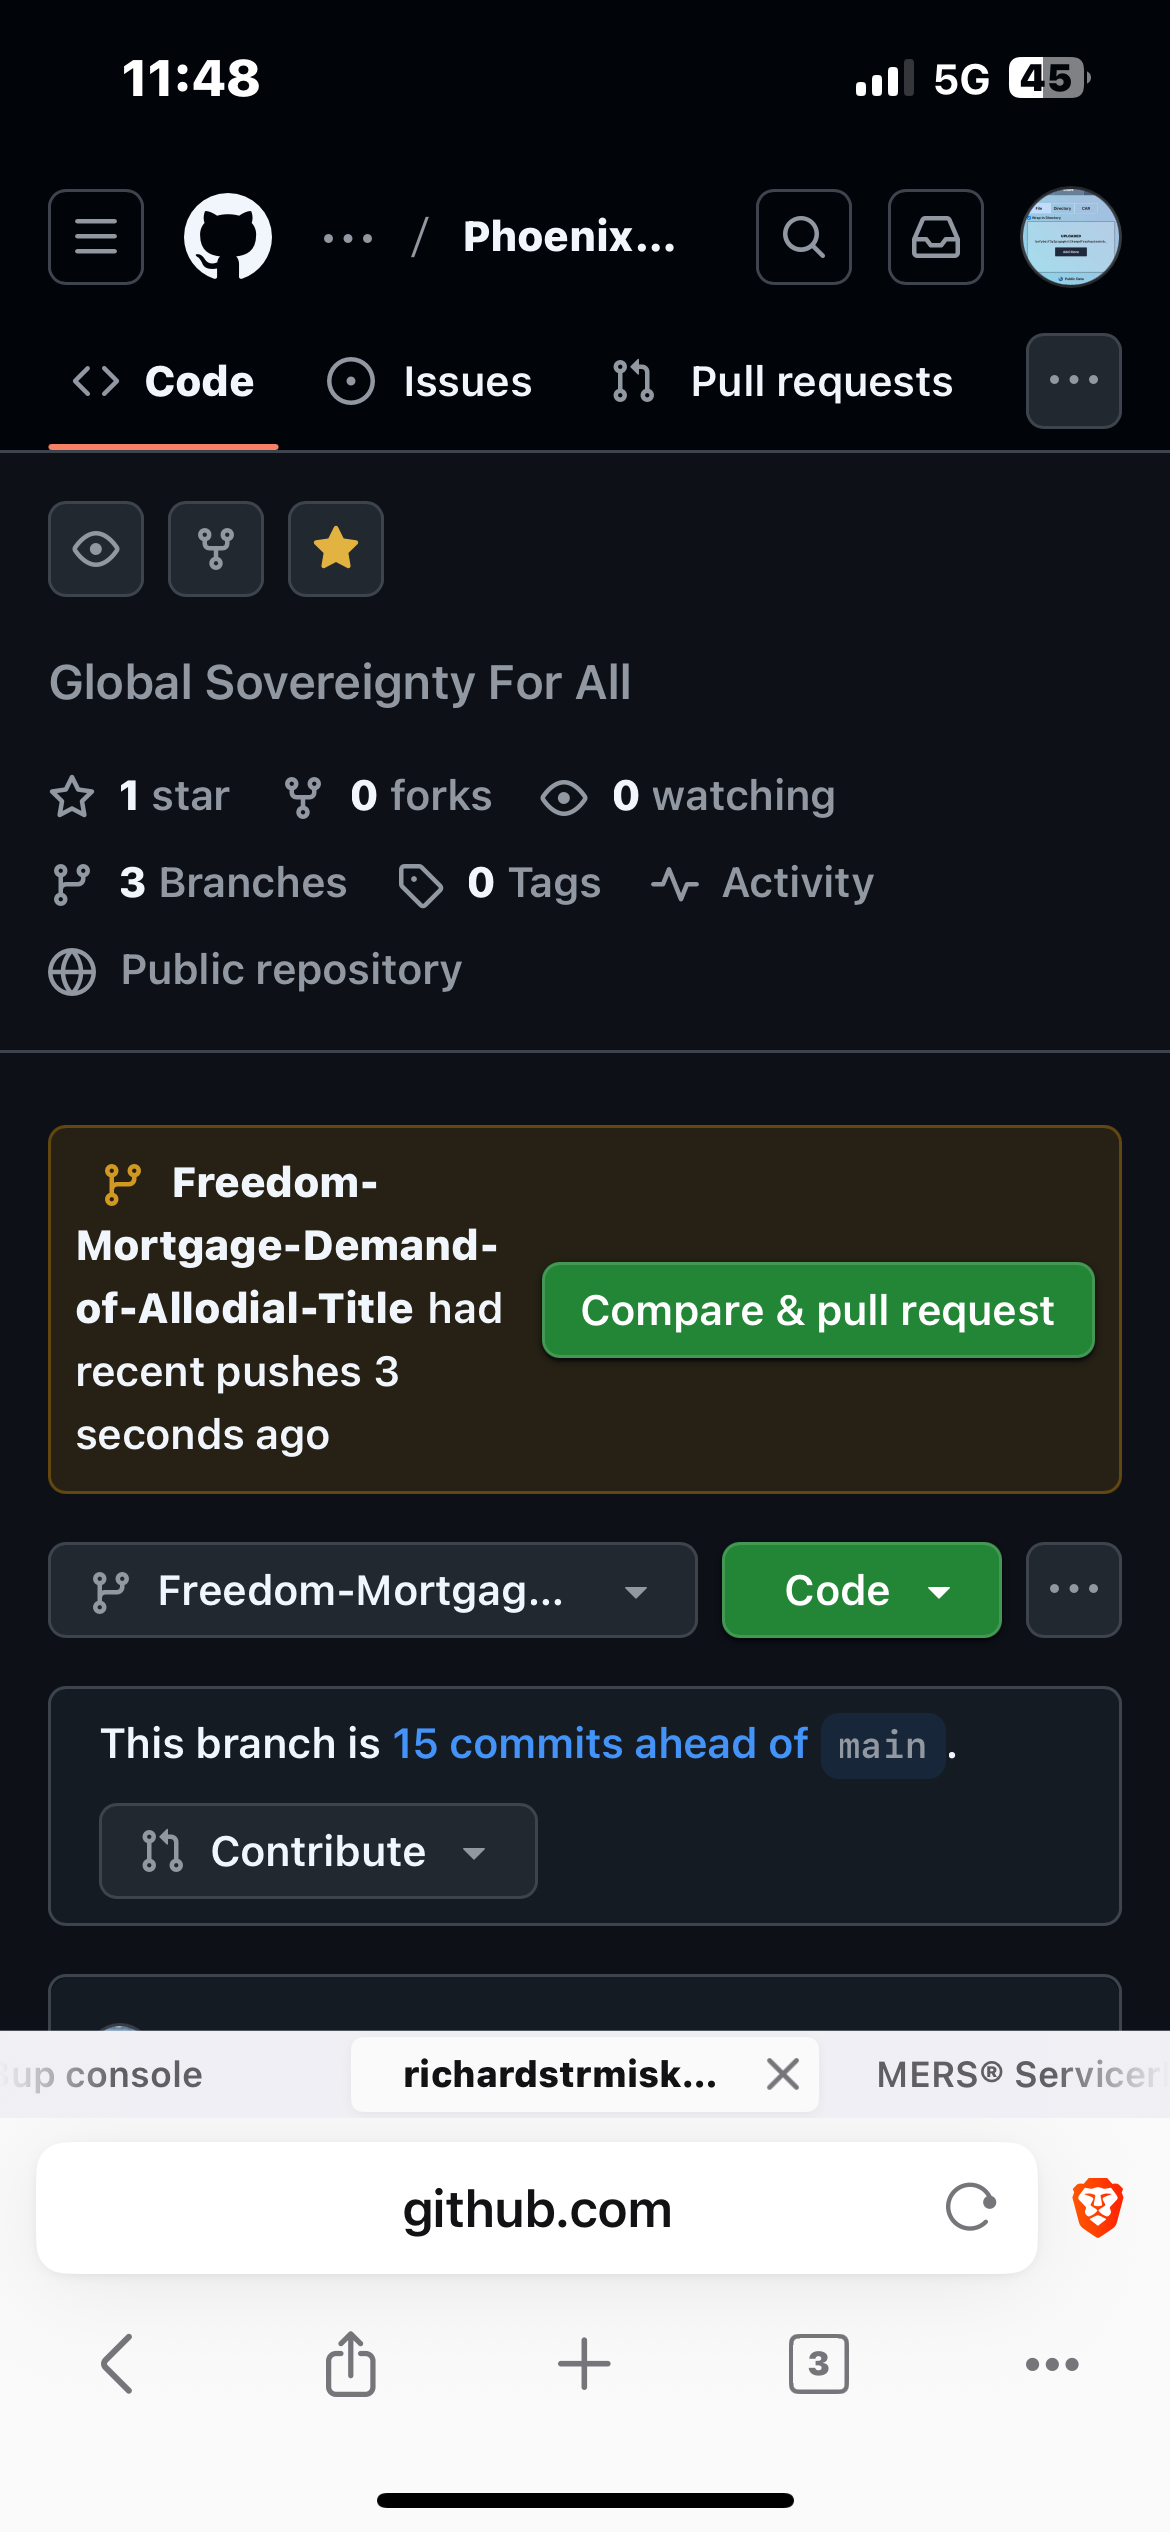 11:48 5G 45
/ Phoenix...
Code Issues Pull requests
Global Sovereignty For All
1 star 0 forks 0 watching
3 Branches 0 Tags Activity
Public repository
Freedom-
Mortgage-Demand-
of-Allodial-Title had
recent pushes 3
seconds ago
Compare & pull request
Freedom-Mortgag... Code
This branch is 15 commits ahead of main.
Contribute
up console richardstrmisk... MERS® Servicer
github.com
3